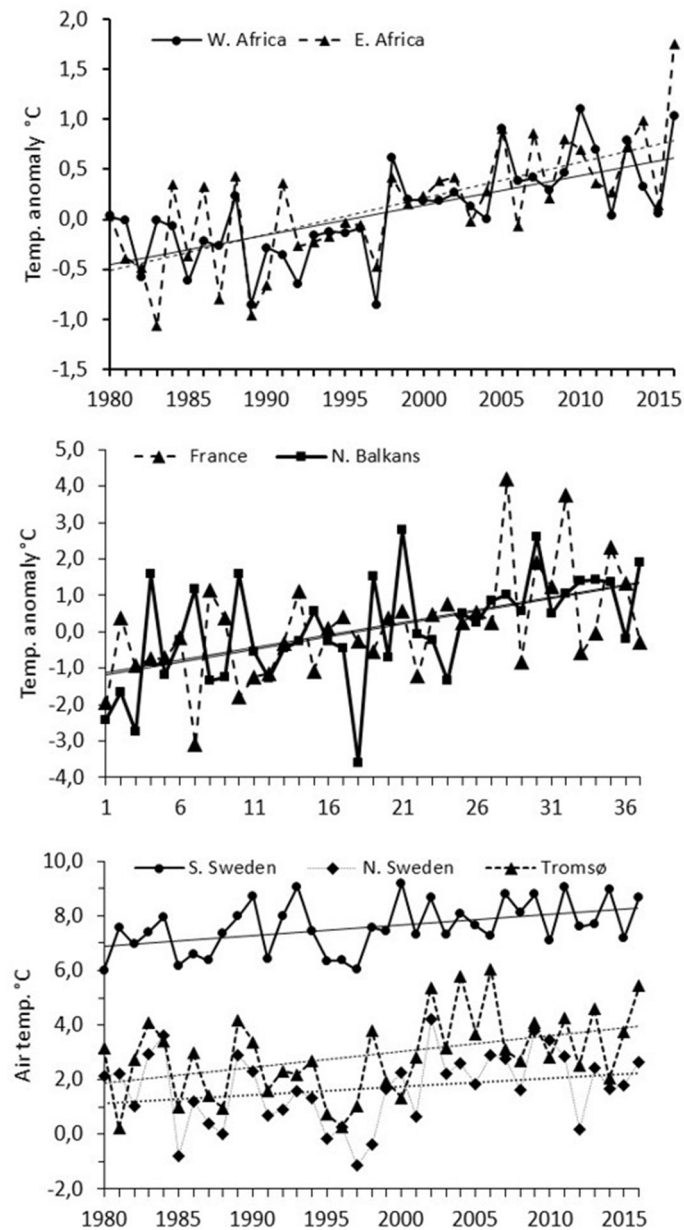 2,0
W. Africa E. Africa
1,5
1,0
0,5
0,0
-0,5
-1,0
-1,5
Temp. anomaly °C
1980 1985 1990 1995 2000 2005 2010 2015
5,0
France N. Balkans
4,0
3,0
2,0
1,0
0,0
-1,0
-2,0
-3,0
-4,0
Temp. anomaly°C
1 6 11 16 21 26 31 36
10,0
S. Sweden N. Sweden Tromsø
8,0
6,0
4,0
2,0
0,0
-2,0
Air temp. °C
1980 1985 1990 1995 2000 2005 2010 2015